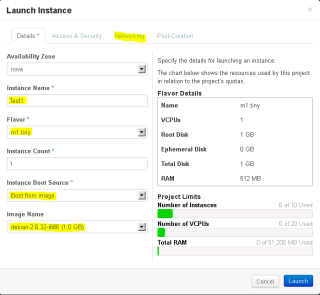 Launch Instance
×
Details * Access & Security Networking Post-Creation
Availability Zone
nova
Instance Name *
Test1
Flavor *
m1.tiny
Instance Count *
1
Instance Boot Source *
Boot from image.
Image Name
debian-2.6.32-i686 (1.0 GB)
Specify the details for launching an instance.
The chart below shows the resources used by this project
in relation to the project's quotas.
Flavor Details
Name m1.tiny
VCPUs 1
Root Disk 1 GB
Ephemeral Disk 0 GB
Total Disk 1 GB
RAM 512 MB
Project Limits
Number of Instances 0 of 10 Used
Number of VCPUs 0 of 20 Used
Total RAM 0 of 51,200 MB Used
Cancel Launch